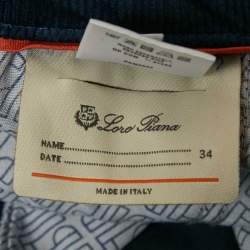 Loro Piana
NAME
DATE 34
MADE IN ITALY